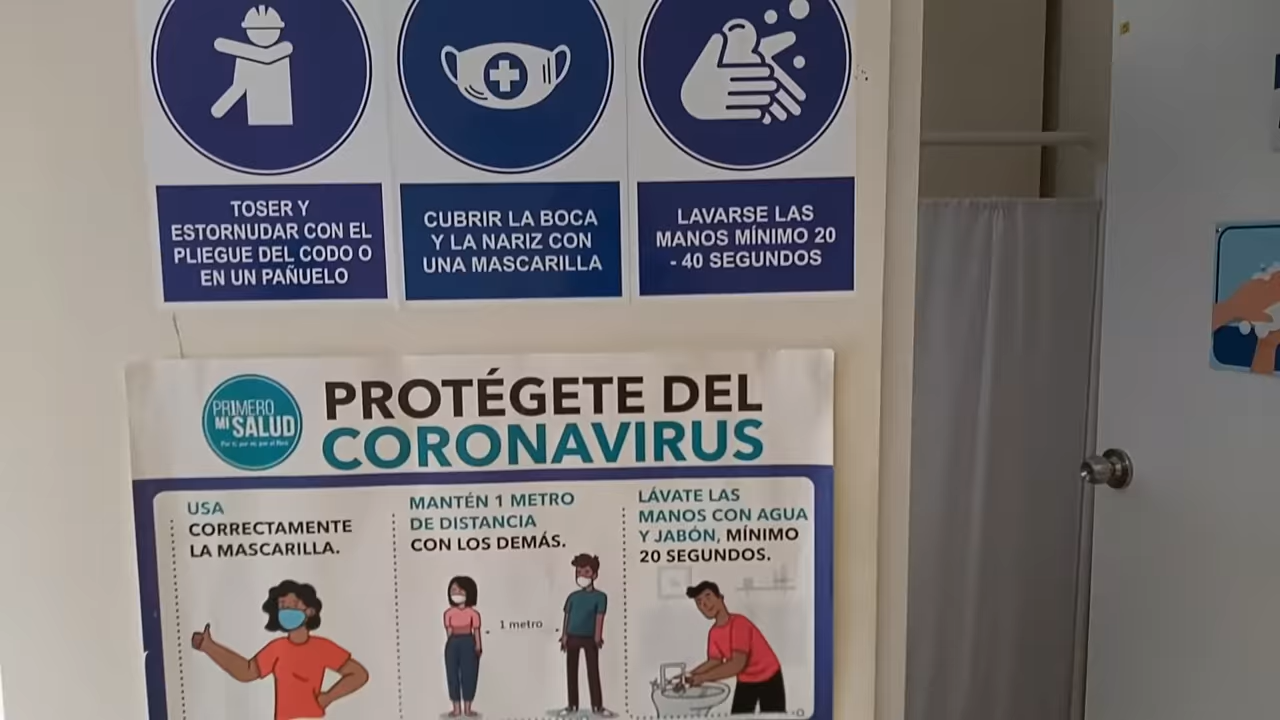 TOSER Y
ESTORNUDAR CON EL
PLIEGUE DEL CODO O
EN UN PAÑUELO
CUBRIR LA BOCA
Y LA NARIZ CON
UNA MASCARILLA
LAVARSE LAS
MANOS MÍNIMO 20
- 40 SEGUNDOS
PR1MERO
MI SALUD
Por ti, por mí, por el Perú
PROTÉGETE DEL
CORONAVIRUS
USA
CORRECTAMENTE
LA MASCARILLA.
MANTÉN 1 METRO
DE DISTANCIA
CON LOS DEMÁS.
1 metro
LÁVATE LAS
MANOS CON AGUA
Y JABÓN, MÍNIMO
20 SEGUNDOS.